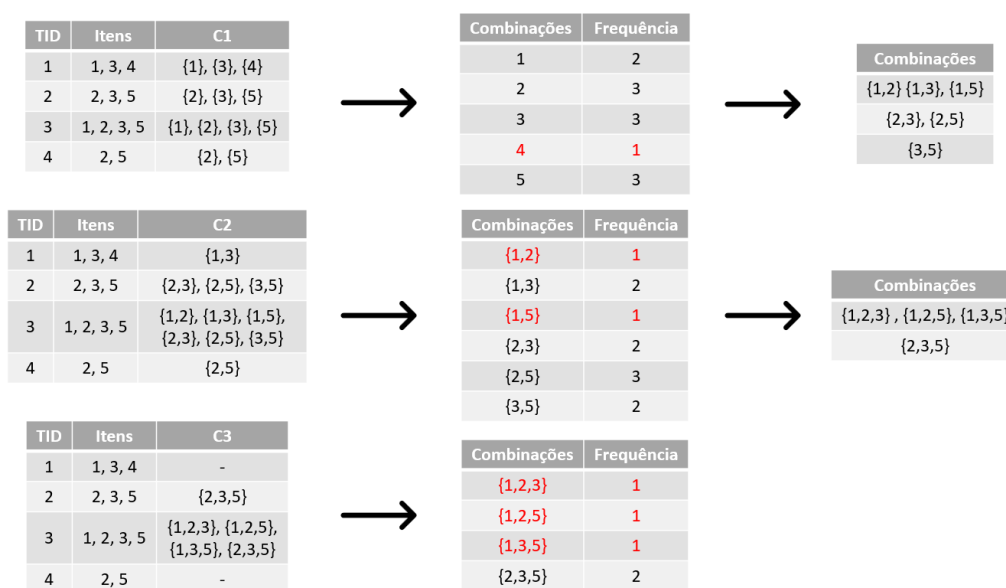 TID Itens C1
1 1, 3, 4 {1}, {3}, {4}
2 2, 3, 5 {2}, {3}, {5}
3 1, 2, 3, 5 {1}, {2}, {3}, {5}
4 2, 5 {2}, {5}
Combinações Frequência
1 2
2 3
3 3
4 1
5 3
Combinações
{1,2} {1,3}, {1,5}
{2,3}, {2,5}
{3,5}
TID Itens C2
1 1, 3, 4 {1,3}
2 2, 3, 5 {2,3}, {2,5}, {3,5}
3 1, 2, 3, 5 {1,2}, {1,3}, {1,5},
{2,3}, {2,5}, {3,5}
4 2, 5 {2,5}
Combinações Frequência
{1,2} 1
{1,3} 2
{1,5} 1
{2,3} 2
{2,5} 3
{3,5} 2
Combinações
{1,2,3} , {1,2,5}, {1,3,5}
{2,3,5}
TID Itens C3
1 1, 3, 4 -
2 2, 3, 5 {2,3,5}
3 1, 2, 3, 5 {1,2,3}, {1,2,5},
{1,3,5}, {2,3,5}
4 2, 5 -
Combinações Frequência
{1,2,3} 1
{1,2,5} 1
{1,3,5} 1
{2,3,5} 2